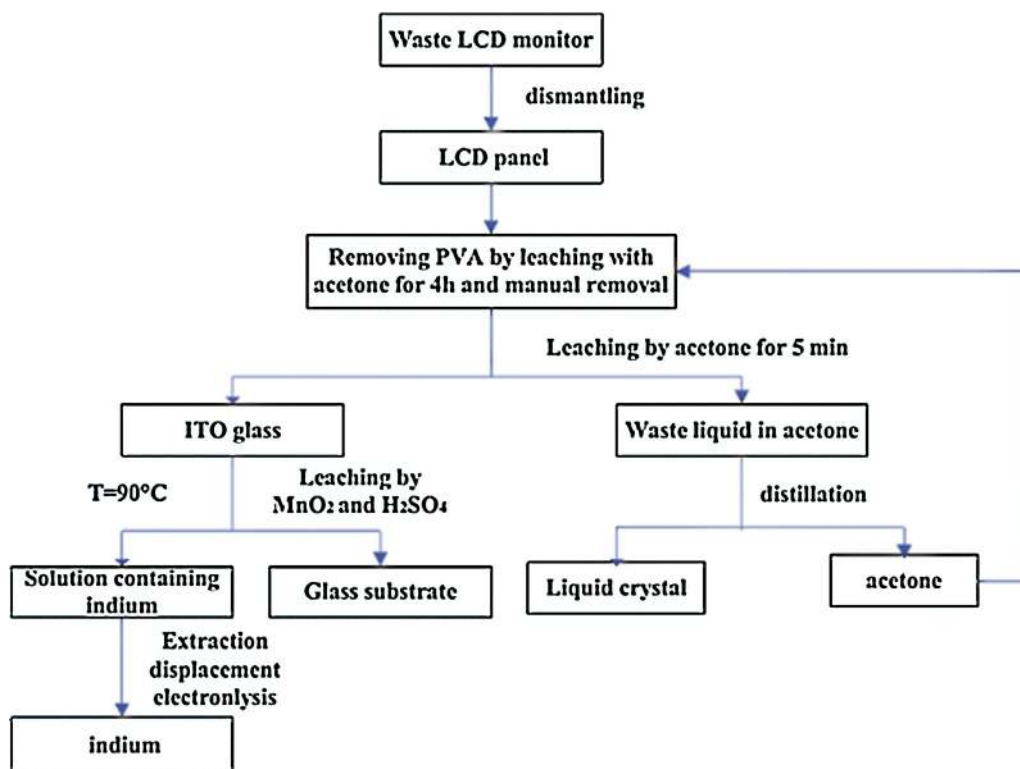 Waste LCD monitor
dismantling
LCD panel
Removing PVA by leaching with
acetone for 4h and manual removal
Leaching by acetone for 5 min
ITO glass
Waste liquid in acetone
T=90°C
Leaching by
MnO₂ and H₂SO₄
distillation
Solution containing
indium
Glass substrate
Liquid crystal
acetone
Extraction
displacement
electronlysis
indium